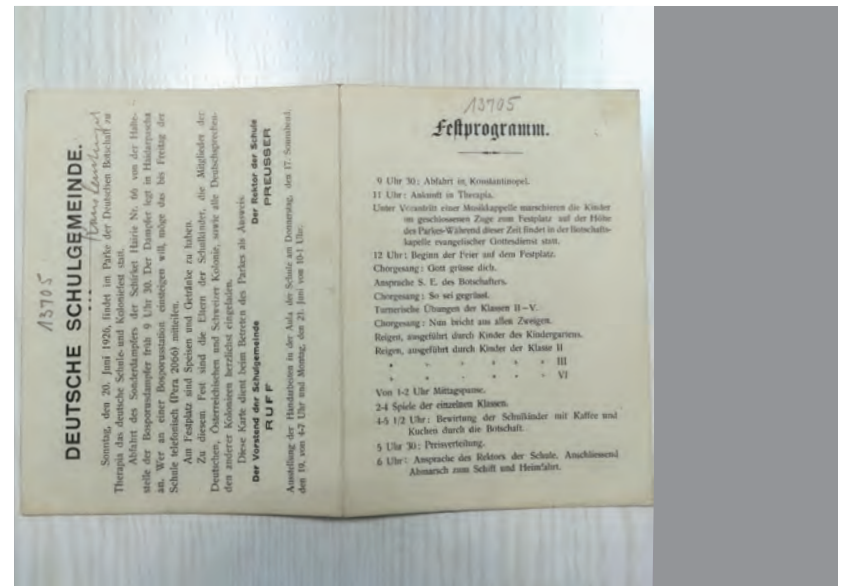 13705
DEUTSCHE SCHULGEMEINDE.
Sonntag, den 20. Juni 1926, findet im Parke der Deutschen Botschaft zu
Therapia das deutsche Schule- und Koloniefest statt.
Abfahrt des Sonderdampfers der Schirket Hairie Nr. 66 von der Halte-
stelle der Bosporusdampfer früh 9 Uhr 30. Der Dampfer legt in Haidarpascha
an. Wer an einer Bosporusstation einsteigen will, möge das bis Freitag der
Schule telefonisch (Pera 2066) mitteilen.
Am Festplatz sind Speisen und Getränke zu haben.
Zu diesem Fest sind die Eltern der Schulkinder, die Mitglieder der
Deutschen, Österreichischen und Schweizer Kolonie, sowie alle Deutschsprechen-
den anderer Kolonieen herzlichst eingeladen.
Diese Karte dient beim Betreten des Parkes als Ausweis.
Der Vorstand der Schulgemeinde Der Rektor der Schule
RUFF PREUSSER
Ausstellung der Handarbeiten in der Aula der Schule am Donnerstag, den 17. Sonnabend,
den 19. von 4-7 Uhr und Montag, den 21. Juni von 10-1 Uhr.
13705
Festprogramm.
9 Uhr 30: Abfahrt in Konstantinopel.
11 Uhr: Ankunft in Therapia.
Unter Vorantritt einer Musikkappelle marschieren die Kinder
im geschlossenen Zuge zum Festplatz auf der Höhe
des Parkes-Während dieser Zeit findet in der Botschafts-
kapelle evangelischer Gottesdienst statt.
12 Uhr: Beginn der Feier auf dem Festplatz.
Chorgesang: Gott grüsse dich.
Ansprache S. E. des Botschafters.
Chorgesang: So sei gegrüsst.
Turnerische Übungen der Klassen II-V.
Chorgesang: Nun bricht aus allen Zweigen.
Reigen, ausgeführt durch Kinder des Kindergartens.
Reigen, ausgeführt durch Kinder der Klasse II
" " " " " III
" " " " " VI
Von 1-2 Uhr Mittagspause.
2-4 Spiele der einzelnen Klassen.
4-5 1/2 Uhr: Bewirtung der Schulkinder mit Kaffee und
Kuchen durch die Botschaft.
5 Uhr 30: Perisverteilung.
6 Uhr: Ansprache des Rektors der Schule. Anschliessend
Abmarsch zum Schiff und Heimfahrt.